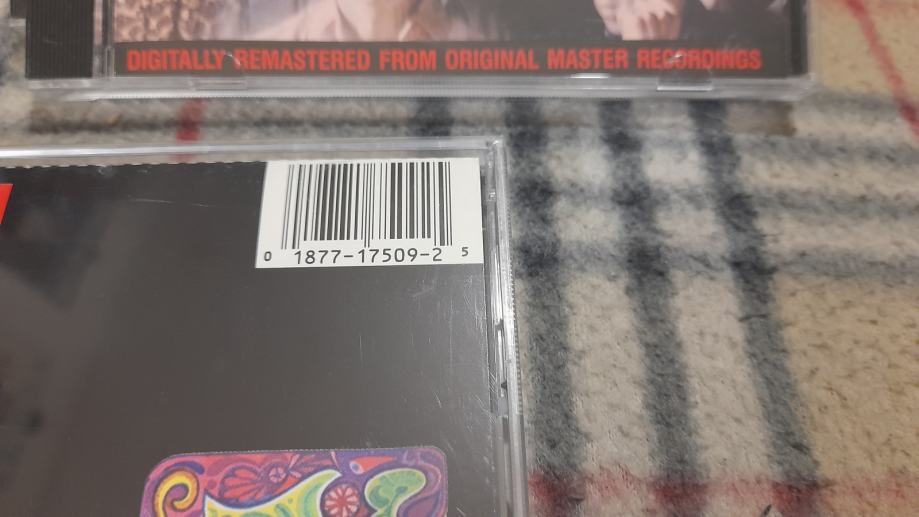 DIGITALLY REMASTERED FROM ORIGINAL MASTER RECORDINGS
0 1877-17509-2 5